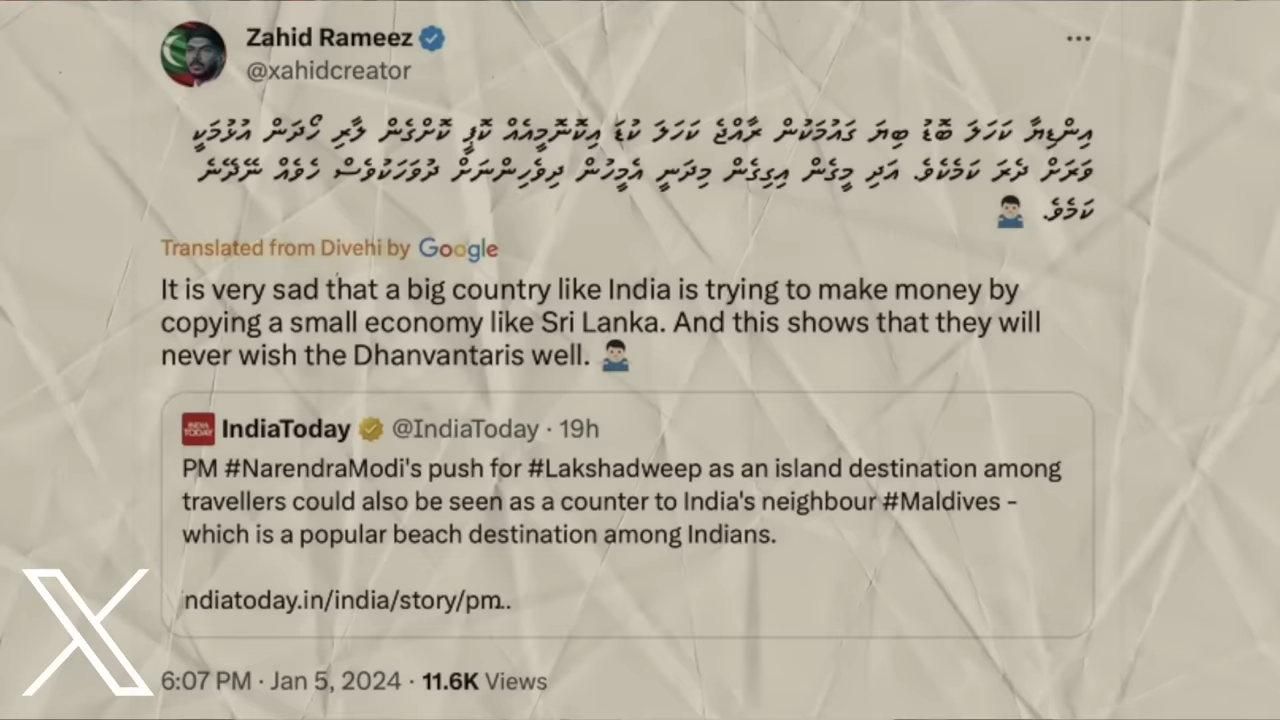 Zahid Rameez
@xahidcreator
އިންޑިޔާ ކަހަލަ ބޮޑު ބިޔަ ގައުމަކުން ރާއްޖެ ކަހަލަ ކުޑަ އިކޮނޮމީއެއް ކޮޕީ ކޮށްގެން ލާރި ހޯދަން އުޅުމަކީ
ވަރަށް ދެރަ ކަމެކެވެ. އަދި މީގެން އިގިގެން މިދަނީ އެމީހުން ދިވެހިންނަށް ދުވަހަކުވެސް ހެވެއް ނޭދޭނެ
ކަމެވެ.
Translated from Divehi by Google
It is very sad that a big country like India is trying to make money by
copying a small economy like Sri Lanka. And this shows that they will
never wish the Dhanvantaris well.
INDIA TODAY IndiaToday @IndiaToday · 19h
PM #NarendraModi's push for #Lakshadweep as an island destination among
travellers could also be seen as a counter to India's neighbour #Maldives -
which is a popular beach destination among Indians.
ndiatoday.in/india/story/pm..
6:07 PM · Jan 5, 2024 · 11.6K Views